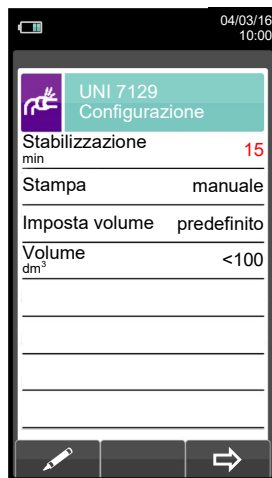 04/03/16
10:00
UNI 7129
Configurazione
Stabilizzazione
min
15
Stampa manuale
Imposta volume predefinito
Volume
dm³
<100